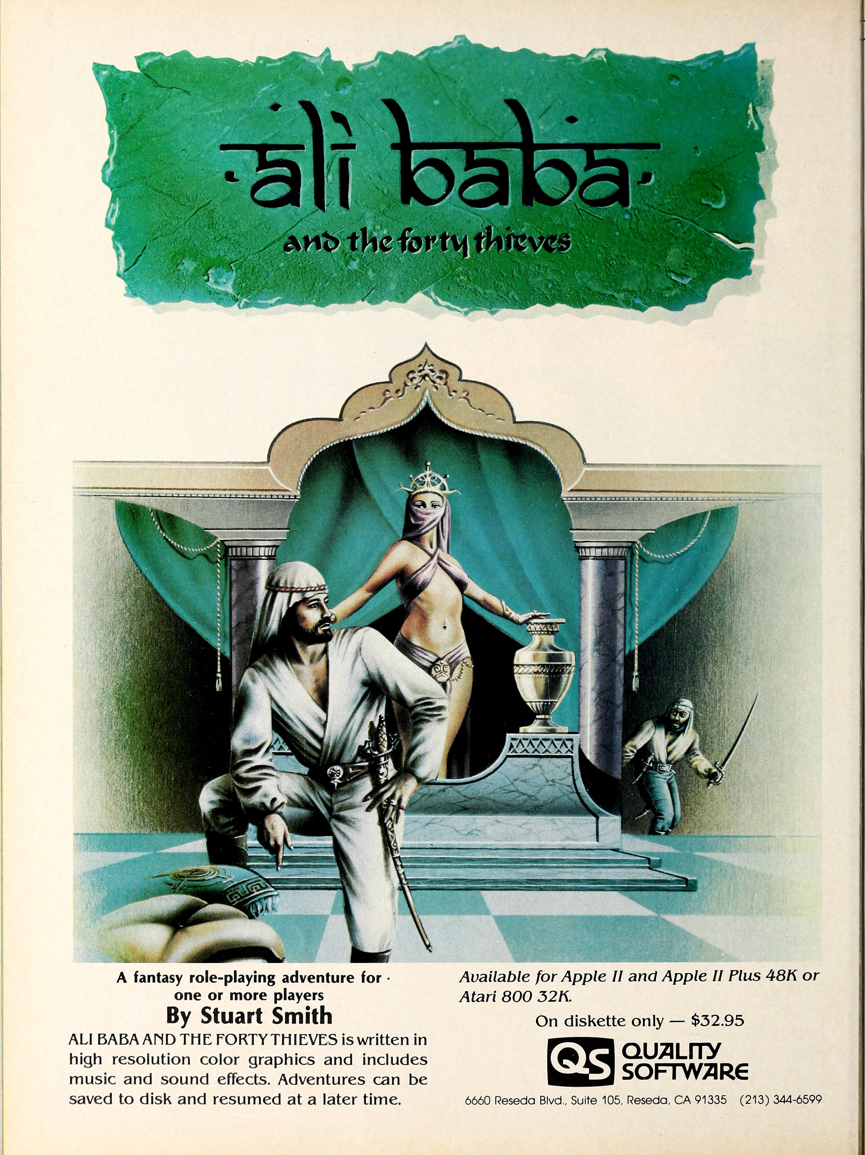 ali baba
and the forty thieves
A fantasy role-playing adventure for
one or more players
By Stuart Smith
ALI BABA AND THE FORTY THIEVES is written in
high resolution color graphics and includes
music and sound effects. Adventures can be
saved to disk and resumed at a later time.
Available for Apple II and Apple II Plus 48K or
Atari 800 32K.
On diskette only — $32.95
QS QUALITY
SOFTWARE
6660 Reseda Blvd., Suite 105, Reseda, CA 91335 (213) 344-6599